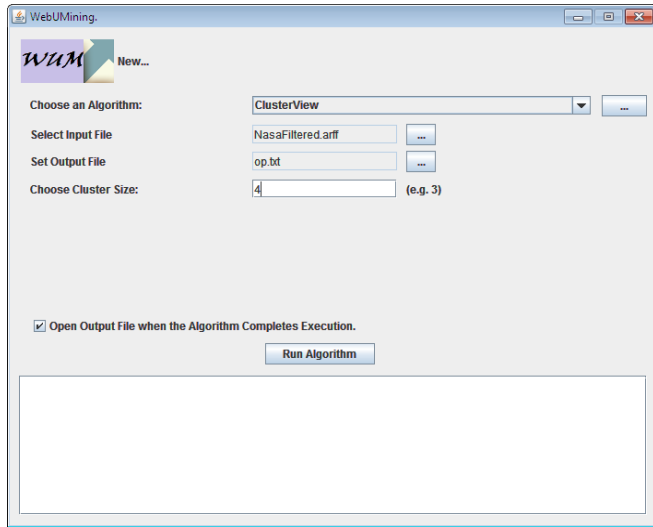 WebUMining.
WUM New...
Choose an Algorithm: ClusterView ...
Select Input File NasaFiltered.arff ...
Set Output File op.txt ...
Choose Cluster Size: 4 (e.g. 3)
Open Output File when the Algorithm Completes Execution.
Run Algorithm